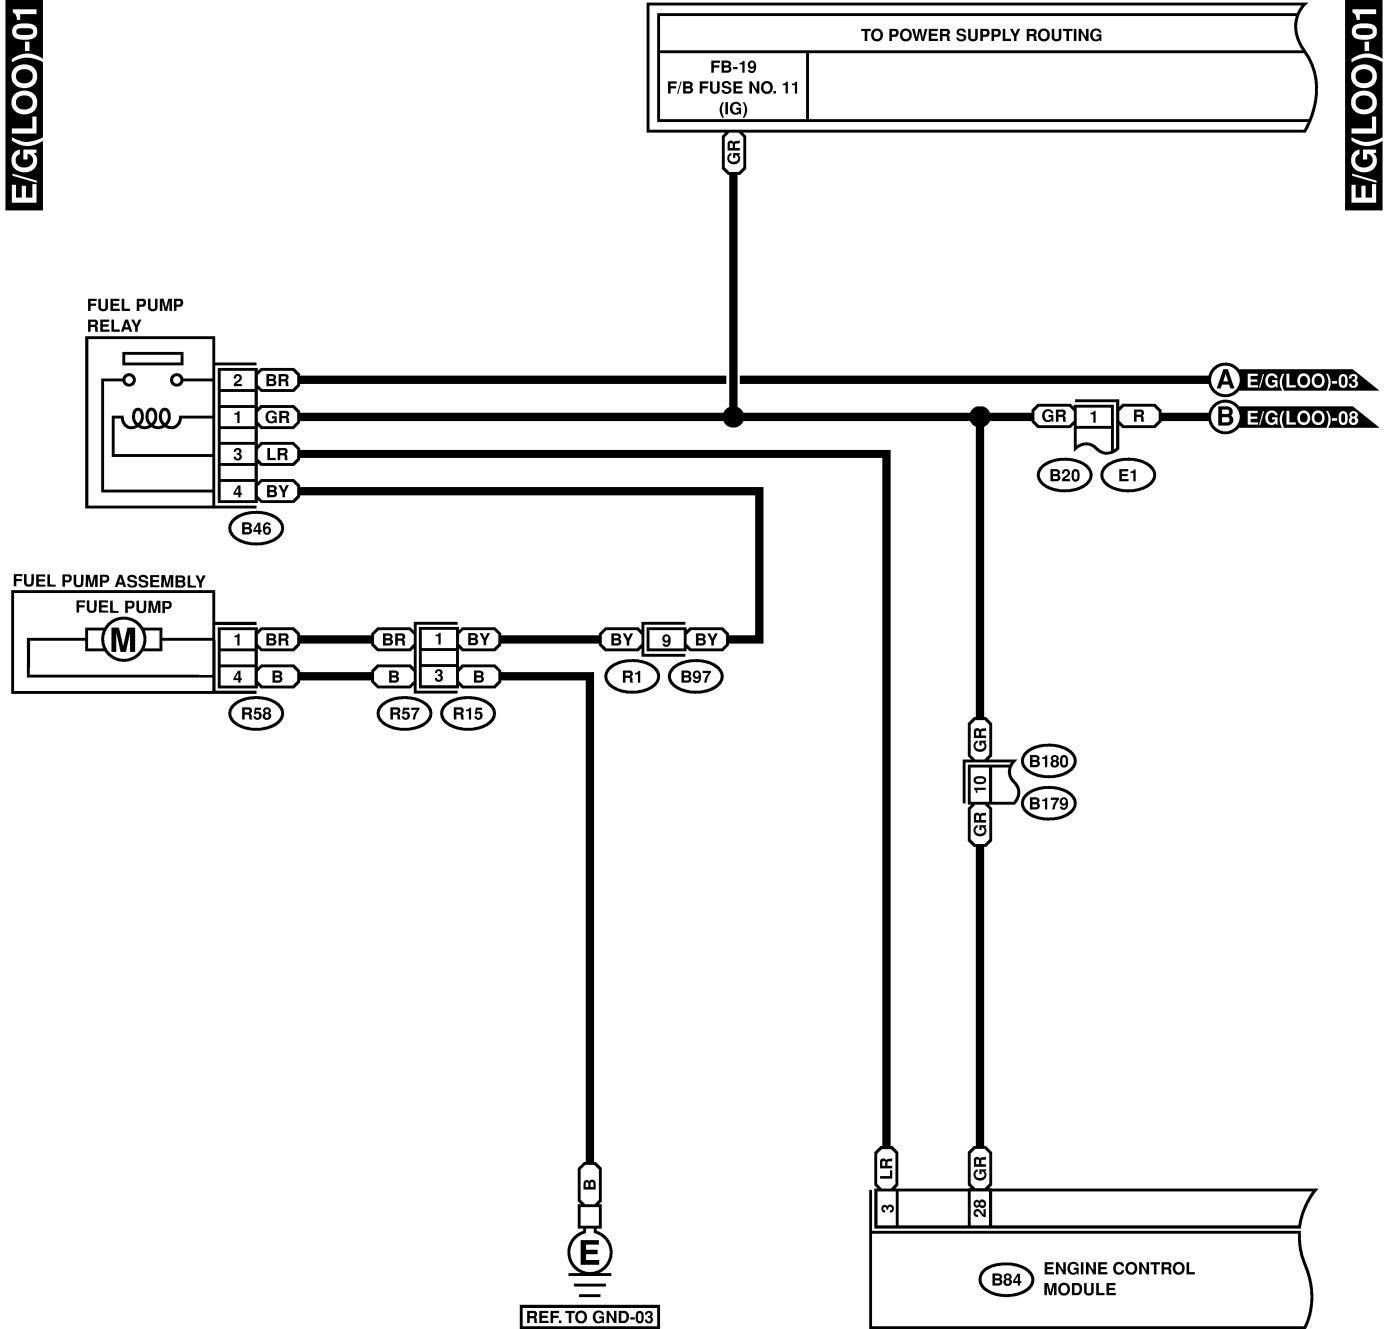 E/G(LOO)-01
E/G(LOO)-01
TO POWER SUPPLY ROUTING
FB-19
F/B FUSE NO. 11
(IG)
GR
FUEL PUMP
RELAY
2 BR
A E/G(LOO)-03
1 GR
GR 1 R
B E/G(LOO)-08
3 LR
4 BY
B20 E1
B46
FUEL PUMP ASSEMBLY
FUEL PUMP
M
1 BR
BR 1 BY
BY 9 BY
4 B
B 3 B
R1 B97
R58
R57 R15
GR
10
GR
B180
B179
LR
GR
3
28
B
E
REF. TO GND-03
B84
ENGINE CONTROL
MODULE